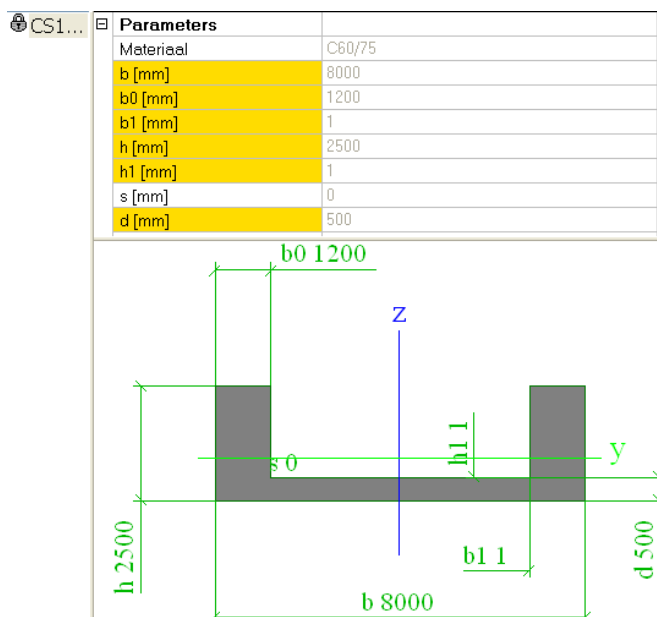 CS1... Parameters
Materiaal C60/75
b [mm] 8000
b0 [mm] 1200
b1 [mm] 1
h [mm] 2500
h1 [mm] 1
s [mm] 0
d [mm] 500
b0 1200
z
h1 1
y
s 0
h 2500
d 500
b1 1
b 8000